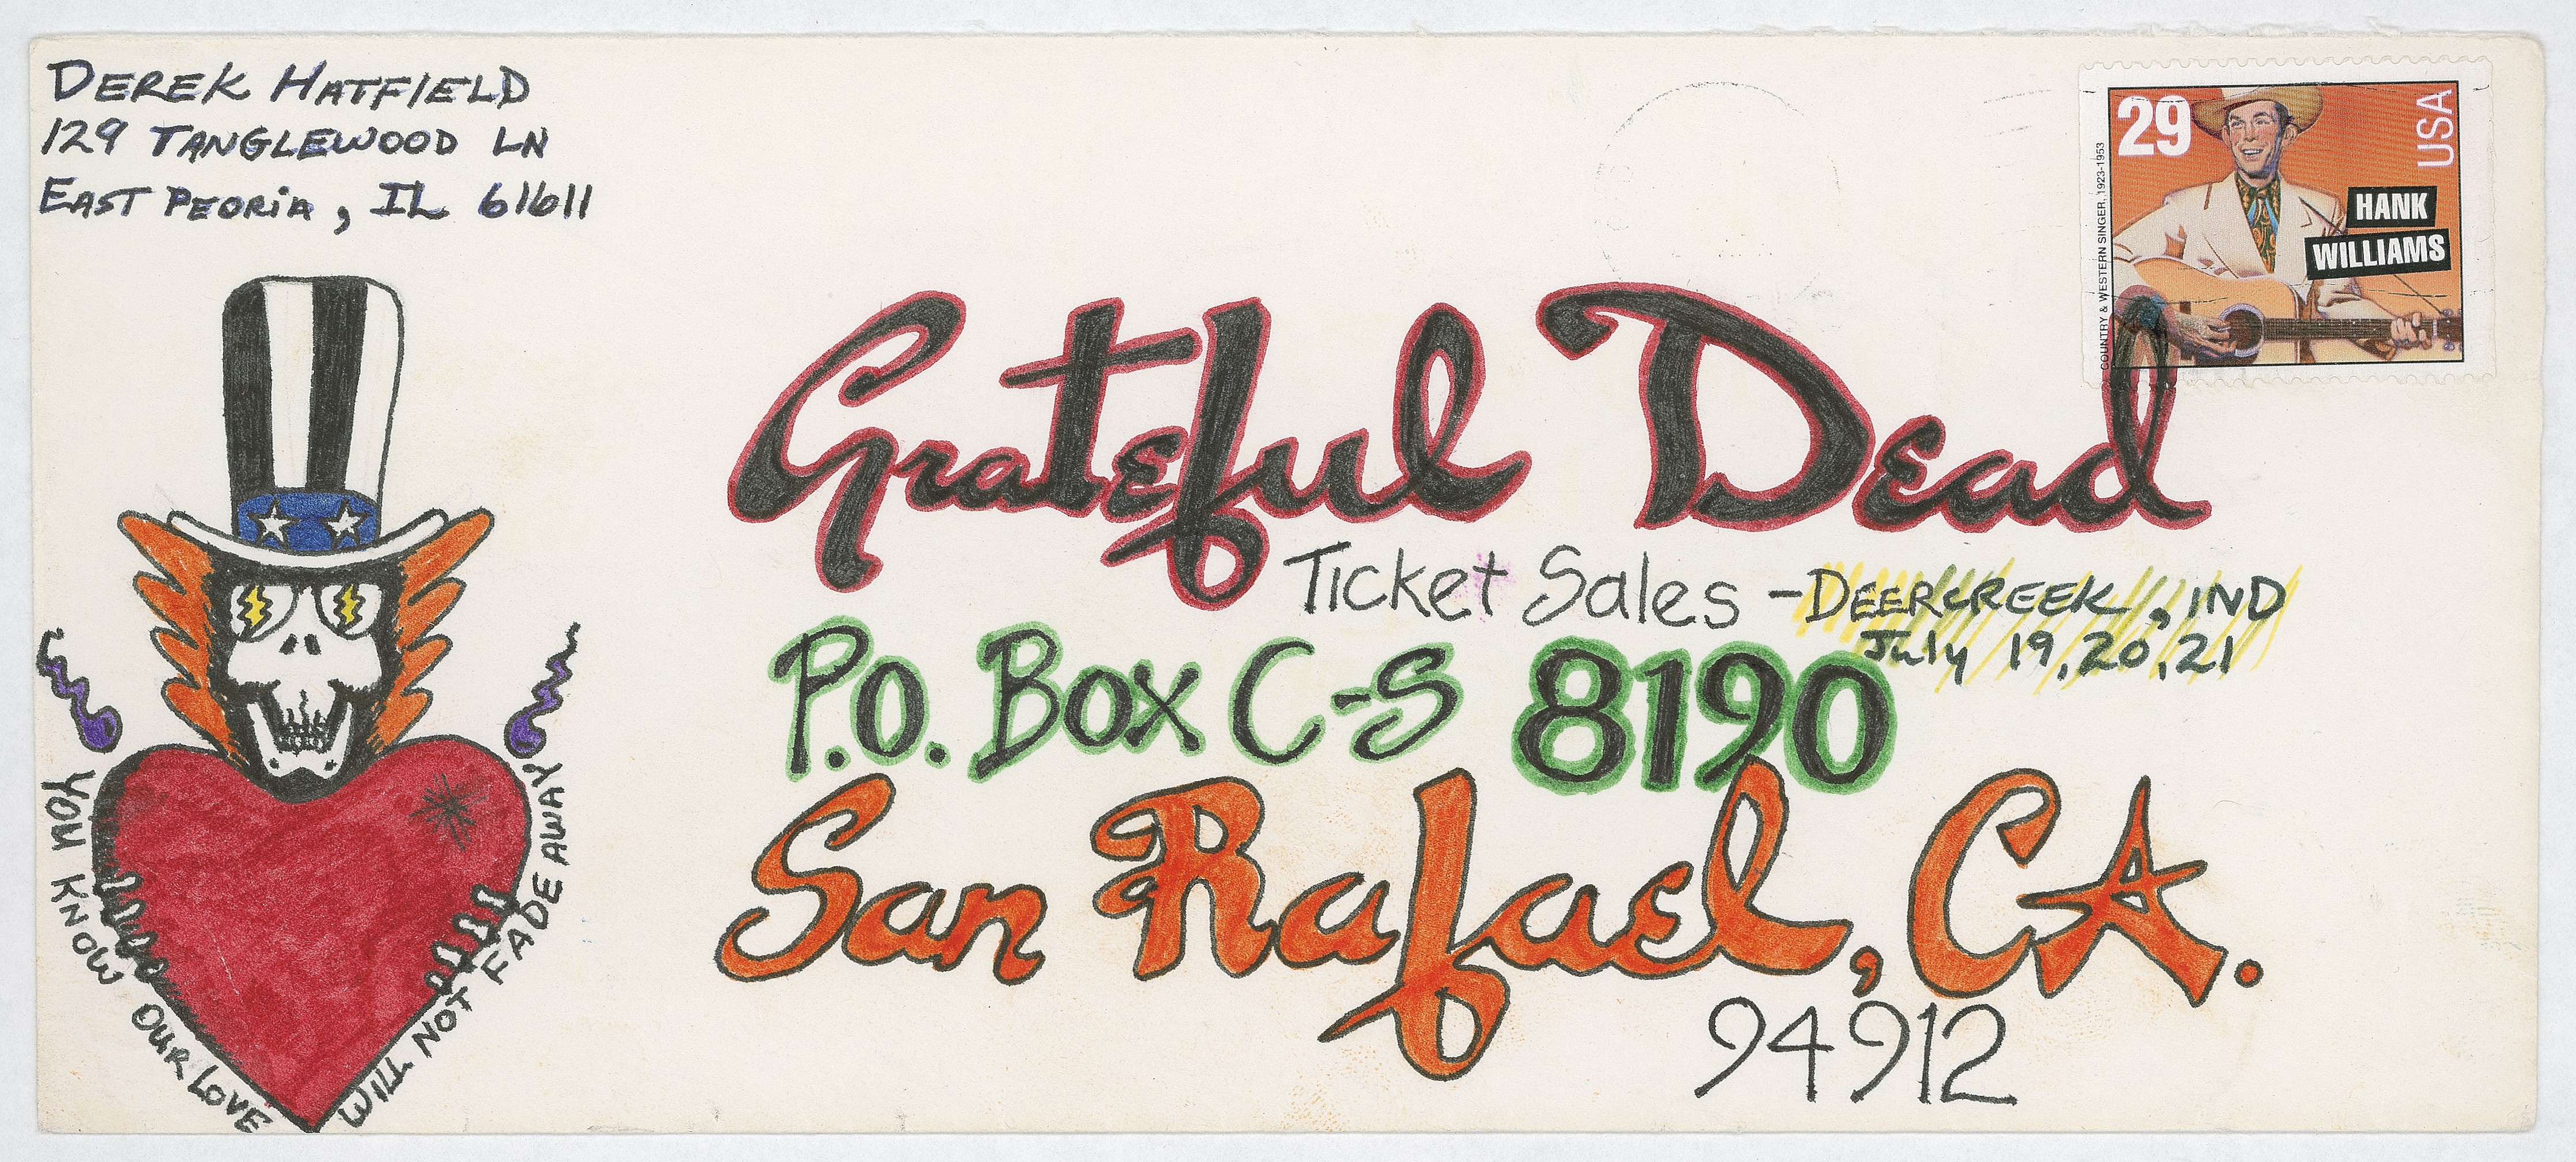 DEREK HATFIELD
129 TANGLEWOOD LN
EAST PEORIA, IL 61611
29
USA
HANK
WILLIAMS
COUNTRY & WESTERN SINGER, 1923-1953
Grateful Dead
Ticket Sales - DEERCREEK, IND
July 19, 20, 21
P.O. Box C-S 8190
San Rafael, CA.
94912
YOU KNOW OUR LOVE
WILL NOT FADE AWAY